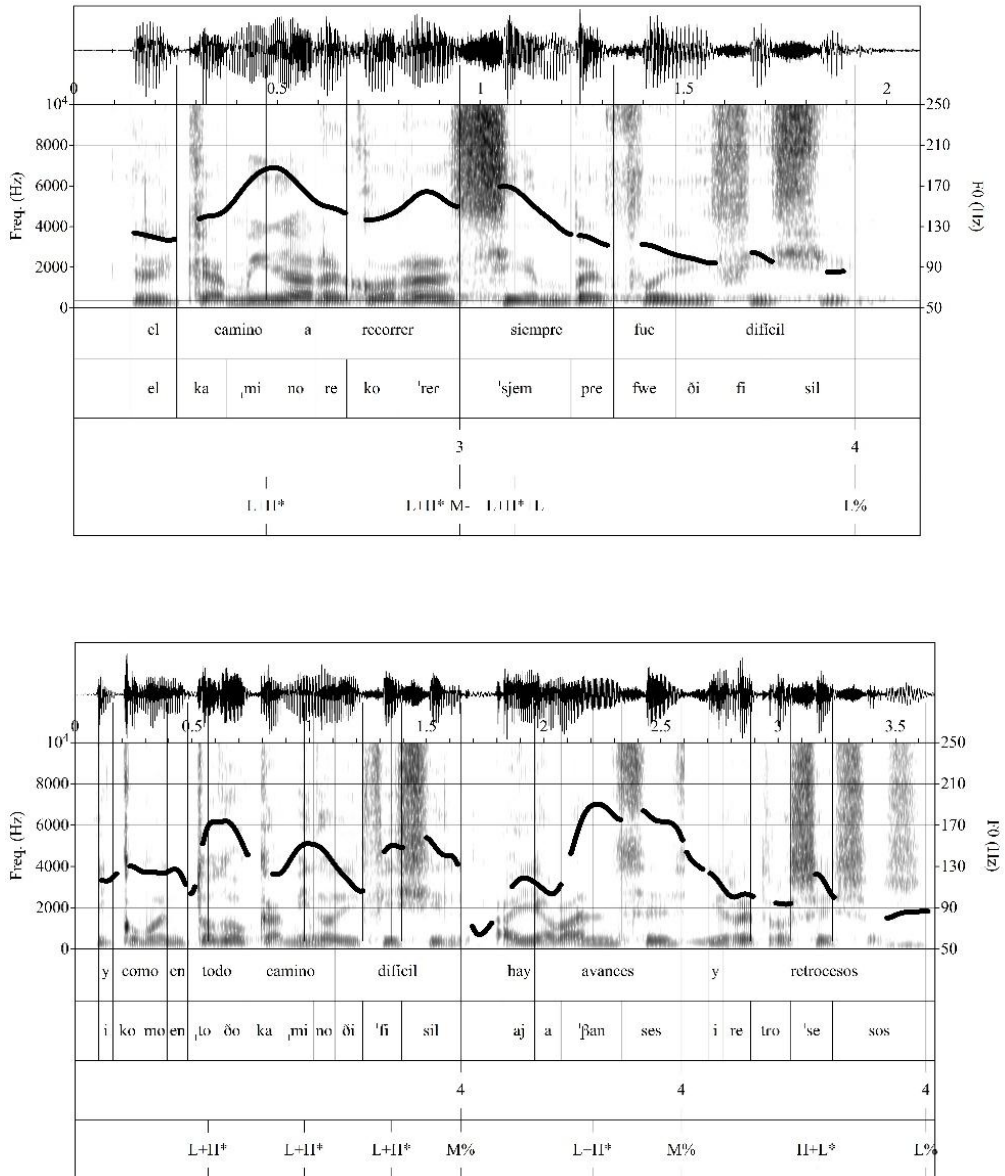 0 0.5 1 1.5 2
10⁴ 250
8000 210
6000 170
4000 130
2000 90
0 50
Freq. (Hz) F0 (Hz)
el camino a recorrer siempre fue difícil
el ka ˌmi no re ko ˈrer ˈsjem pre fwe ði fi sil
3 4
L+H* L+H* M- L+H* L L%
0 0.5 1 1.5 2 2.5 3 3.5
10⁴ 250
8000 210
6000 170
4000 130
2000 90
0 50
Freq. (Hz) F0 (Hz)
y como en todo camino difícil hay avances y retrocesos
i ko mo en ˌto ðo ka ˌmi no ði ˈfi sil aj a ˈβan ses i re tro ˈse sos
4 4 4
L+H* L+H* L+H* M% L+H* M% H+L* L%